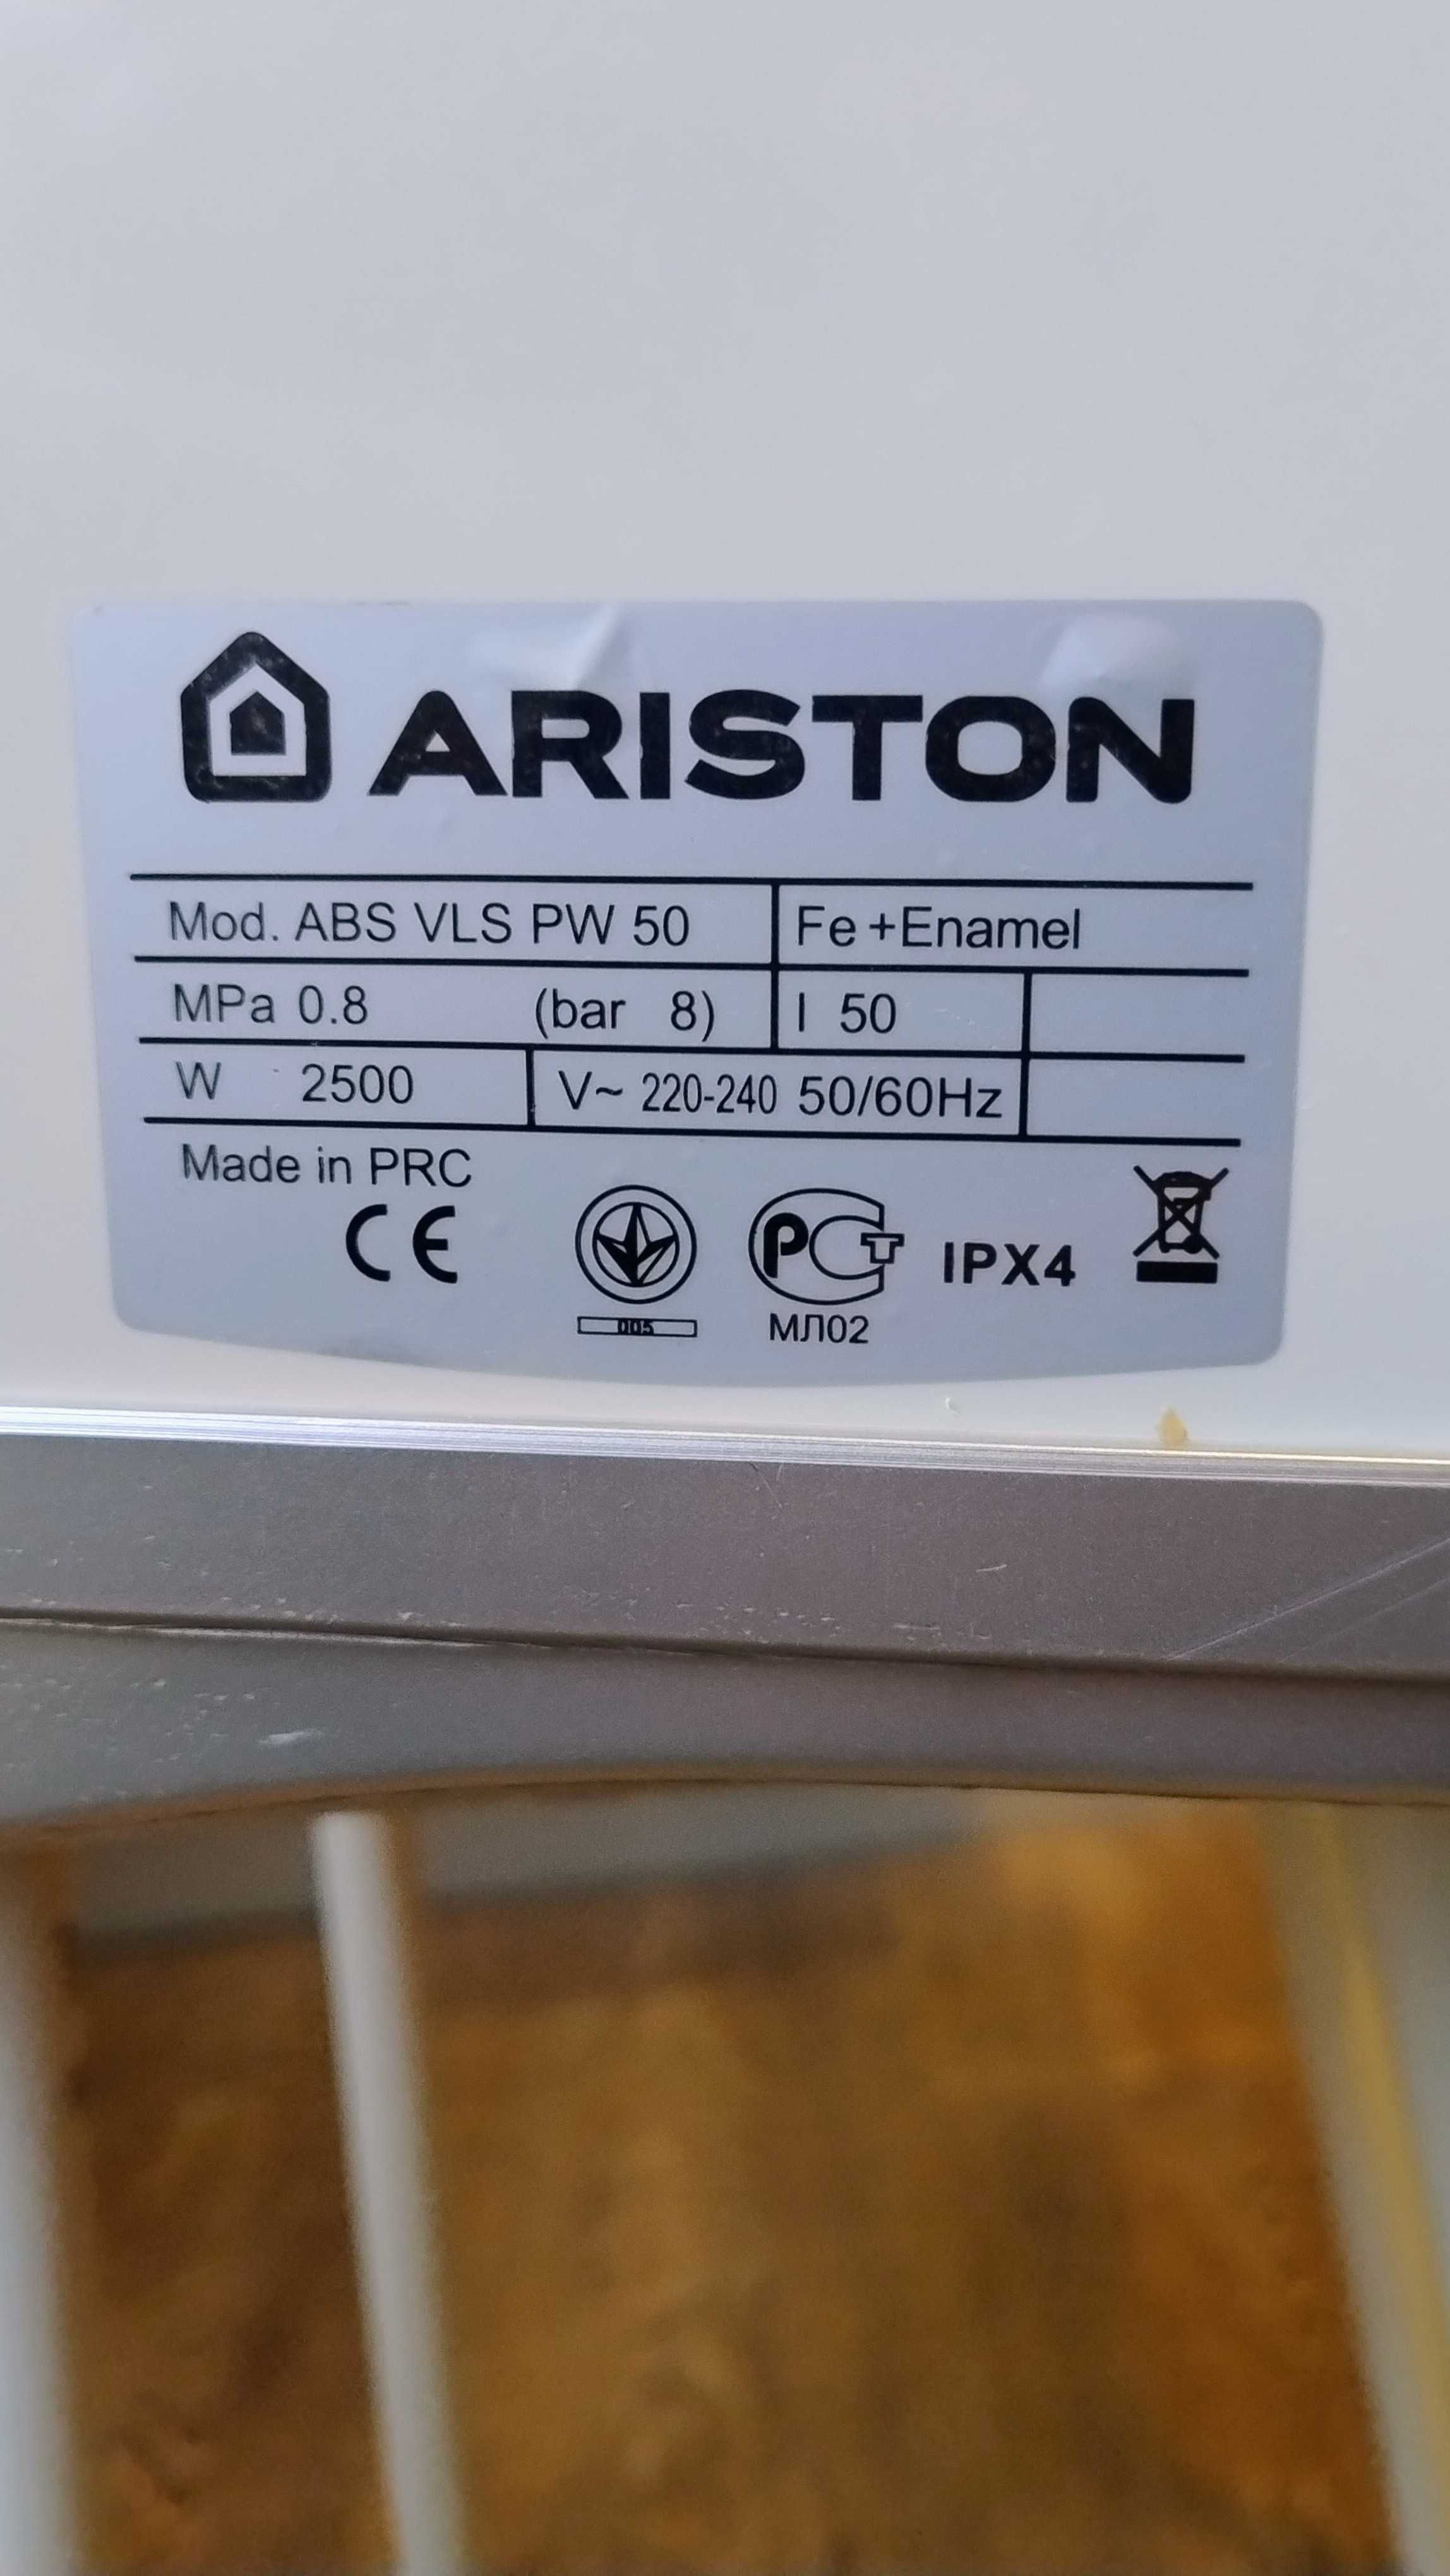 ARISTON
Mod. ABS VLS PW 50 Fe+Enamel
MPa 0.8 (bar 8) l 50
W 2500 V~ 220-240 50/60Hz
Made in PRC
CE 005 РСТ МЛ02 IPX4